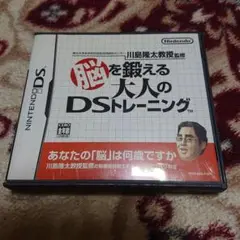 川島隆太教授監修
Nintendo
脳を鍛える
大人の
DSトレーニング
NINTENDO DS
あなたの「脳」は何歳ですか